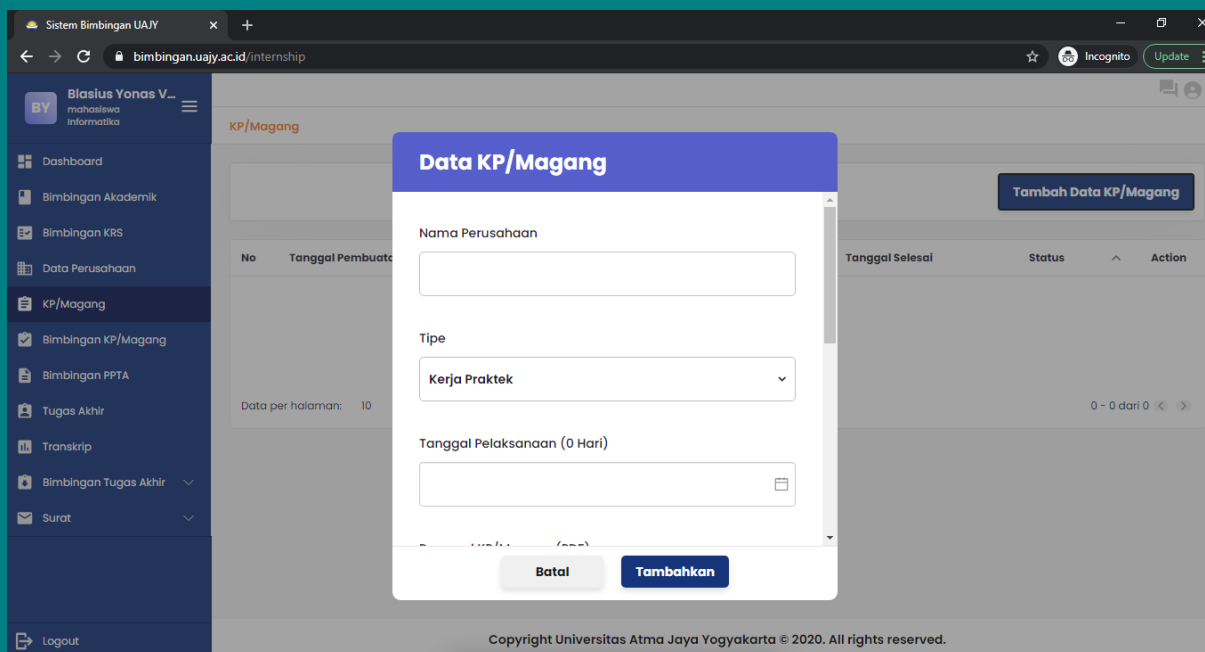 Sistem Bimbingan UAJY
bimbingan.uajy.ac.id/internship
Incognito
Update
BY
Blasius Yonas V...
mahasiswa
Informatika
Dashboard
Bimbingan Akademik
Bimbingan KRS
Data Perusahaan
KP/Magang
Bimbingan KP/Magang
Bimbingan PPTA
Tugas Akhir
Transkrip
Bimbingan Tugas Akhir
Surat
Logout
KP/Magang
Tambah Data KP/Magang
No Tanggal Pembuatc Tanggal Selesai Status Action
Data per halaman: 10 0 - 0 dari 0
Data KP/Magang
Nama Perusahaan
Tipe
Kerja Praktek
Tanggal Pelaksanaan (0 Hari)
Batal Tambahkan
Copyright Universitas Atma Jaya Yogyakarta © 2020. All rights reserved.